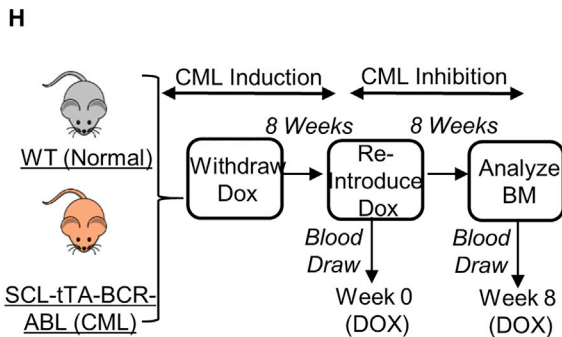 H
CML Induction
CML Inhibition
8 Weeks
8 Weeks
WT (Normal)
Withdraw
Dox
Re-
Introduce
Dox
Analyze
BM
Blood
Draw
Blood
Draw
SCL-tTA-BCR-
ABL (CML)
Week 0
(DOX)
Week 8
(DOX)